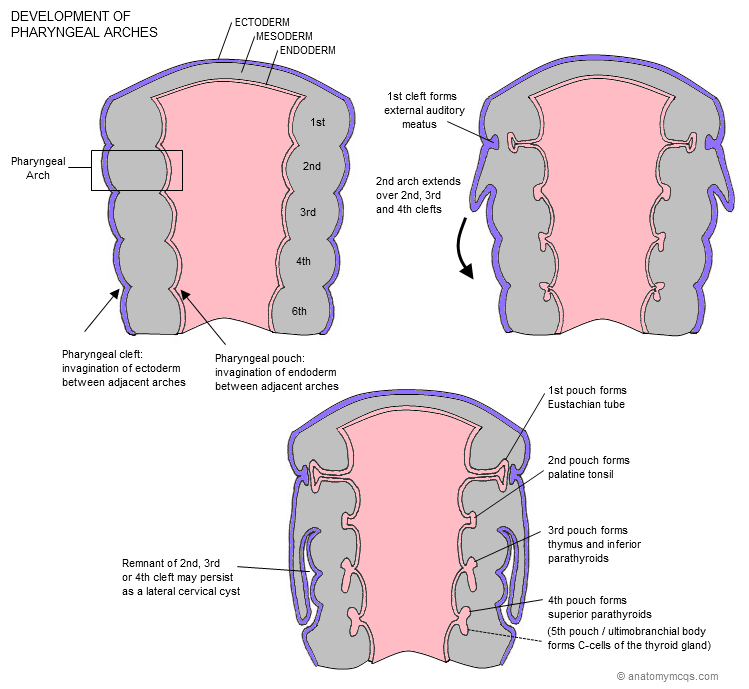 DEVELOPMENT OF
PHARYNGEAL ARCHES
ECTODERM
MESODERM
ENDODERM
1st
2nd
3rd
4th
6th
Pharyngeal
Arch
Pharyngeal cleft:
invagination of ectoderm
between adjacent arches
Pharyngeal pouch:
invagination of endoderm
between adjacent arches
1st cleft forms
external auditory
meatus
2nd arch extends
over 2nd, 3rd
and 4th clefts
1st pouch forms
Eustachian tube
2nd pouch forms
palatine tonsil
3rd pouch forms
thymus and inferior
parathyroids
4th pouch forms
superior parathyroids
(5th pouch / ultimobranchial body
forms C-cells of the thyroid gland)
Remnant of 2nd, 3rd
or 4th cleft may persist
as a lateral cervical cyst
© anatomymcqs.com